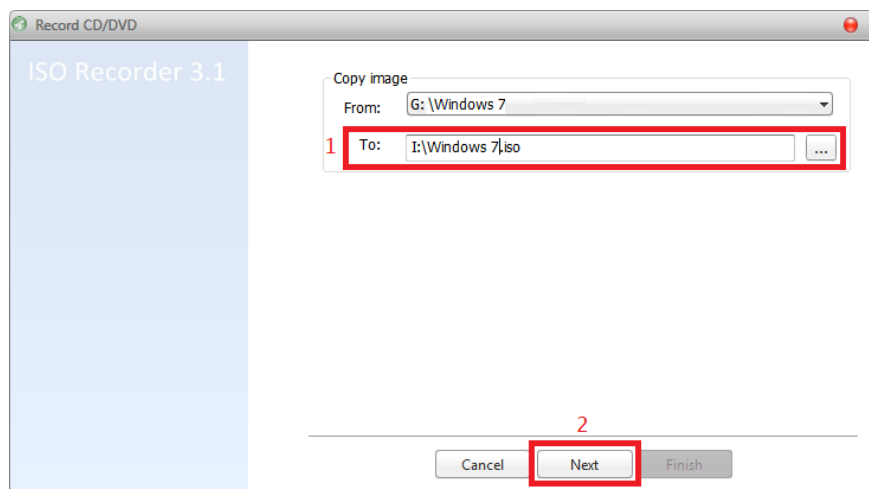 Record CD/DVD
ISO Recorder 3.1
Copy image
From: G: \Windows 7
1 To: I:\Windows 7.iso ...
2
Cancel Next Finish